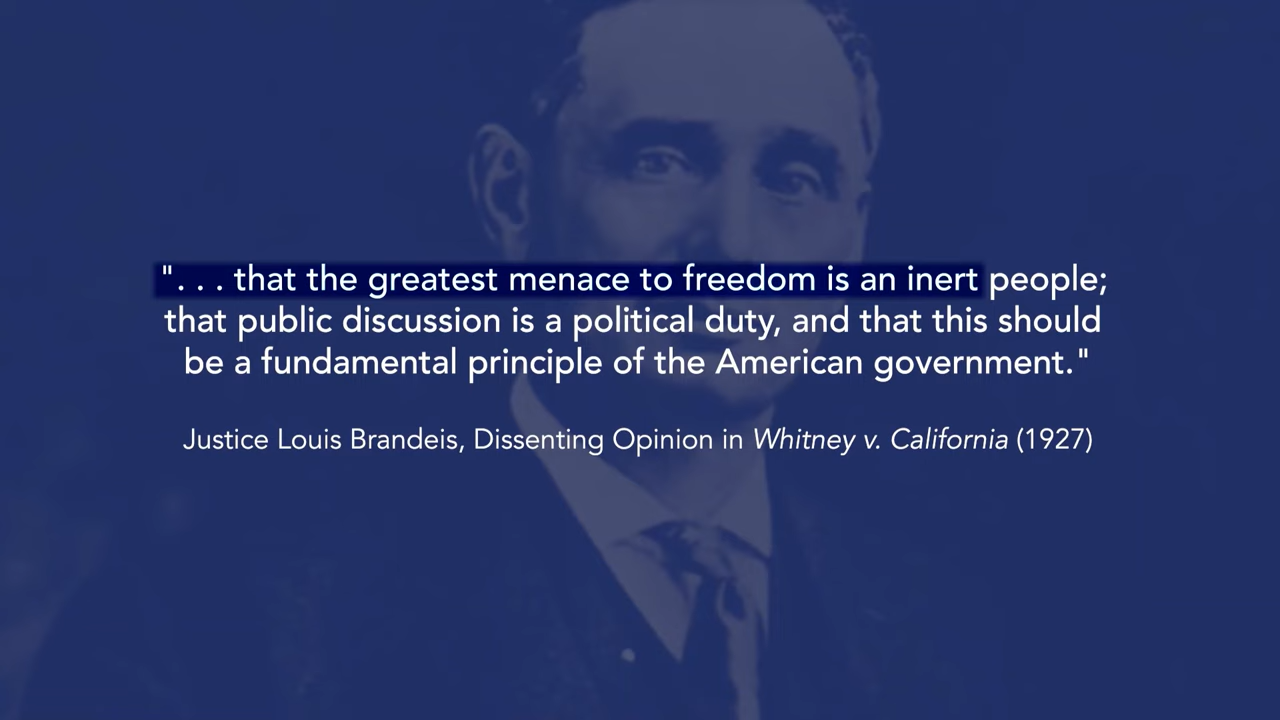 ". . . that the greatest menace to freedom is an inert people;
that public discussion is a political duty, and that this should
be a fundamental principle of the American government."
Justice Louis Brandeis, Dissenting Opinion in Whitney v. California (1927)